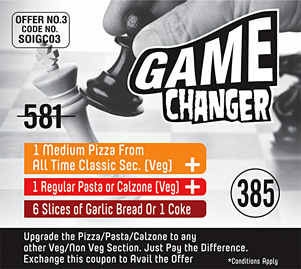 OFFER NO.3
CODE NO.
SOIGC03
GAME
CHANGER
581
1 Medium Pizza From
All Time Classic Sec. (Veg) +
1 Regular Pasta or Calzone (Veg) +
6 Slices of Garlic Bread Or 1 Coke
385
Upgrade the Pizza/Pasta/Calzone to any
other Veg/Non Veg Section. Just Pay the Difference.
Exchange this coupon to Avail the Offer
*Conditions Apply